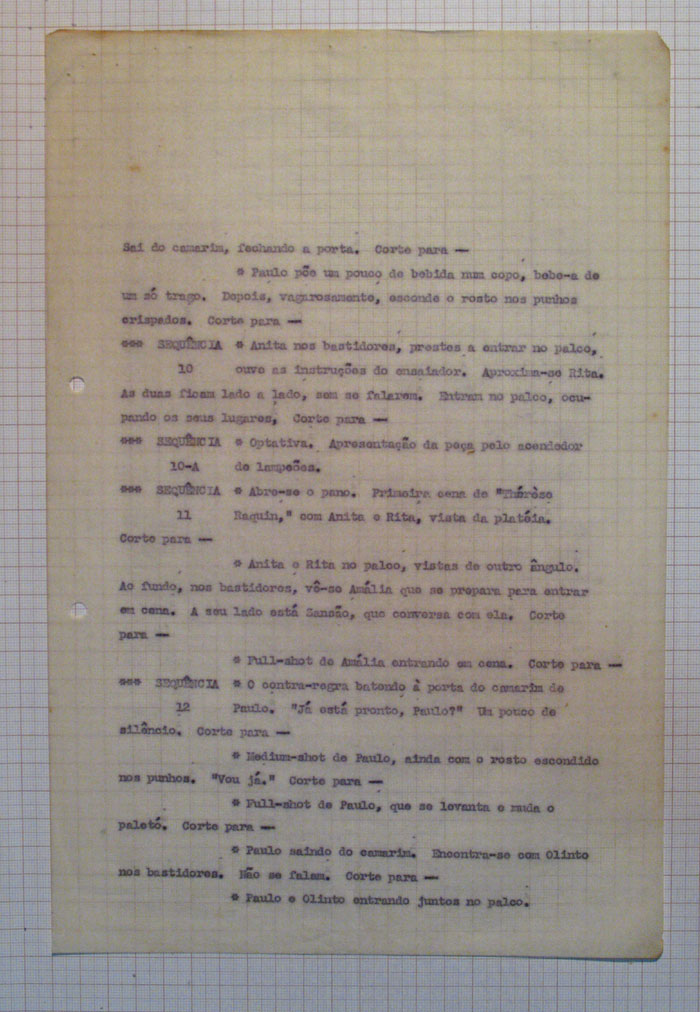 Sai do camarim, fechando a porta.  Corte para —
* Paulo põe um pouco de bebida num copo, bebe-a de
um só trago.  Depois, vagarosamente, esconde o rosto nos punhos
crispados.  Corte para —
***  SEQUÊNCIA  * Anita nos bastidores, prestes a entrar no palco,
10  ouve as instruções do ensaiador.  Aproxima-se Rita.
As duas ficam lado a lado, sem se falarem.  Entram no palco, ocu-
pando os seus lugares,  Corte para —
***  SEQUÊNCIA  * Optativa.  Apresentação da peça pelo acendedor
10-A  de lampeões.
***  SEQUÊNCIA  * Abre-se o pano.  Primeira cena de "Thérèse
11  Raquin," com Anita e Rita, vista da platéia.
Corte para —
* Anita e Rita no palco, vistas de outro ângulo.
Ao fundo, nos bastidores, vê-se Amália que se prepara para entrar
em cena.  A seu lado está Sansão, que conversa com ela.  Corte
para —
* Full-shot de Amália entrando em cena.  Corte para —
***  SEQUÊNCIA  * O contra-regra batendo à porta do camarim de
12  Paulo.  "Já está pronto, Paulo?"  Um pouco de
silêncio.  Corte para —
* Medium-shot de Paulo, ainda com o rosto escondido
nos punhos.  "Vou já."  Corte para —
* Full-shot de Paulo, que se levanta e muda o
paletó.  Corte para —
* Paulo saindo do camarim.  Encontra-se com Olinto
nos bastidores.  Não se falam.  Corte para —
* Paulo e Olinto entrando juntos no palco.